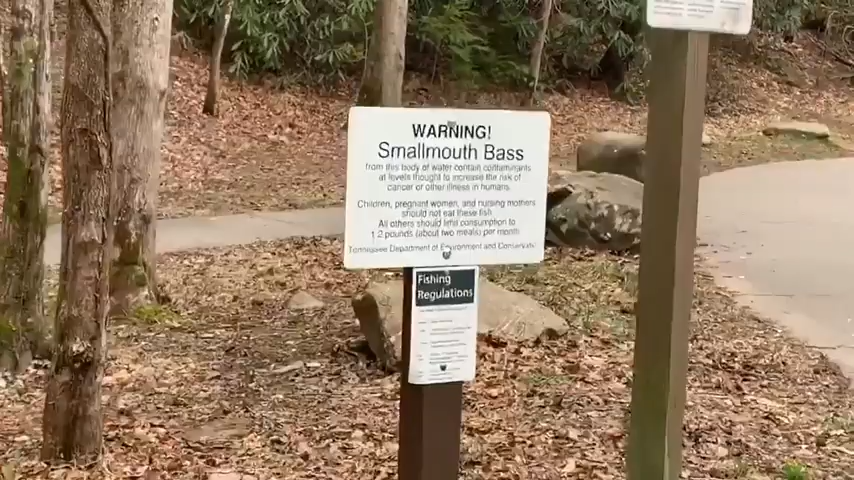 WARNING!
Smallmouth Bass
from this body of water contain contaminants
at levels thought to increase the risk of
cancer or other illness in humans.
Children, pregnant women, and nursing mothers
should not eat these fish.
All others should limit consumption to
1.2 pounds (about two meals) per month.
Tennessee Department of Environment and Conservation
Fishing
Regulations